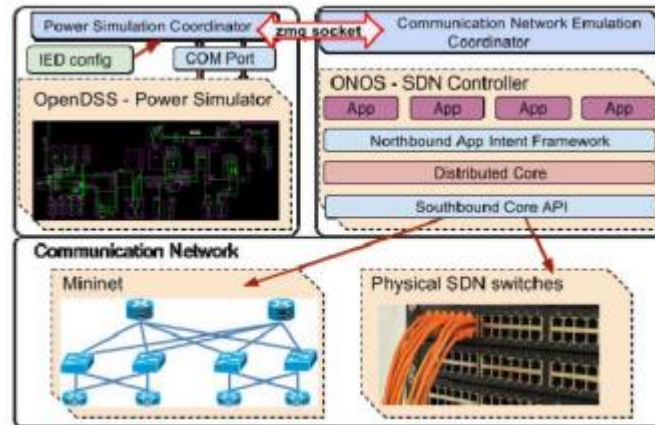 Power Simulation Coordinator
zmq socket
Communication Network Emulation
Coordinator
IED config
COM Port
OpenDSS - Power Simulator
ONOS - SDN Controller
App
App
App
App
Northbound App Intent Framework
Distributed Core
Southbound Core API
Communication Network
Mininet
Physical SDN switches